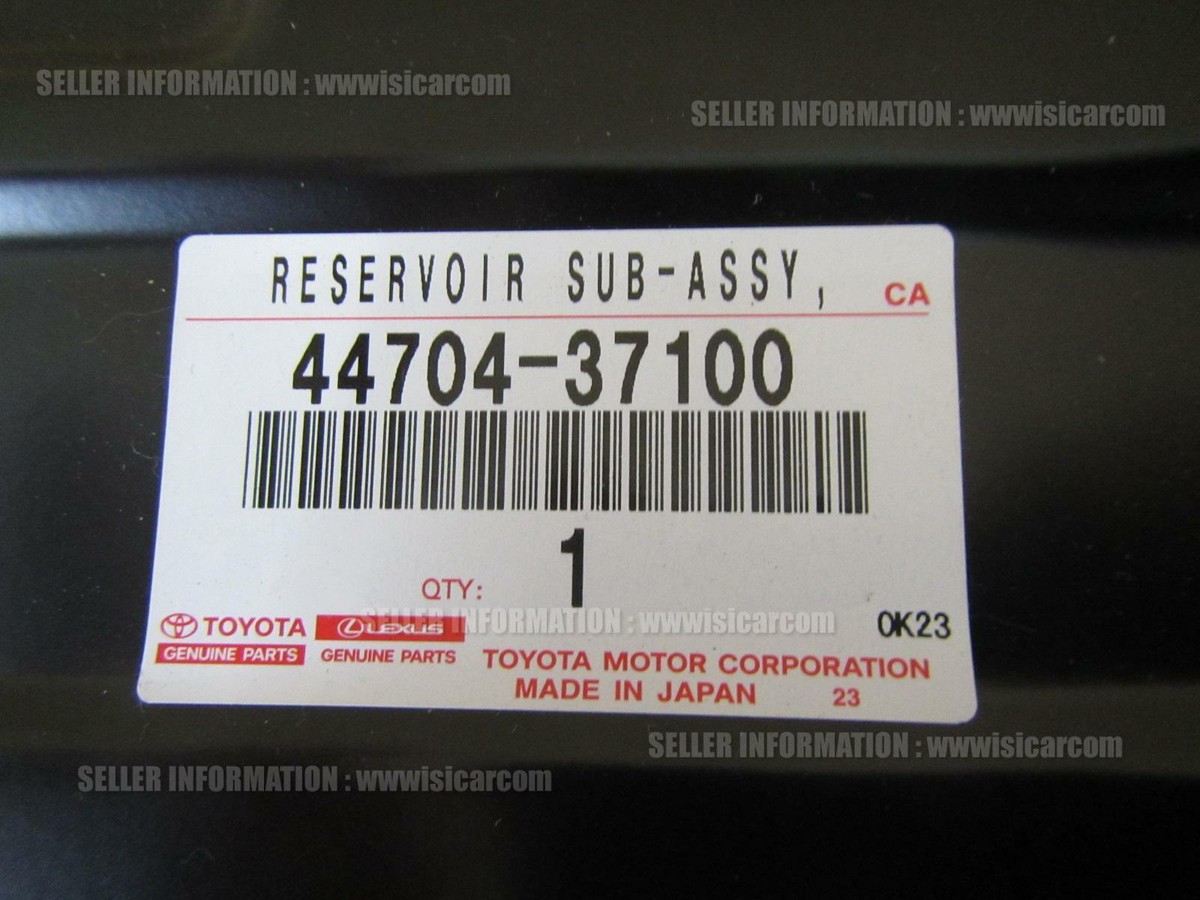 SELLER INFORMATION : wwwisicarcom
SELLER INFORMATION : wwwisicarcom
RESERVOIR SUB-ASSY, CA
44704-37100
QTY: 1
SELLER INFORMATION : wwwisicarcom
TOYOTA LEXUS 0K23
GENUINE PARTS GENUINE PARTS TOYOTA MOTOR CORPORATION
MADE IN JAPAN 23
SELLER INFORMATION : wwwisicarcom
SELLER INFORMATION : wwwisicarcom